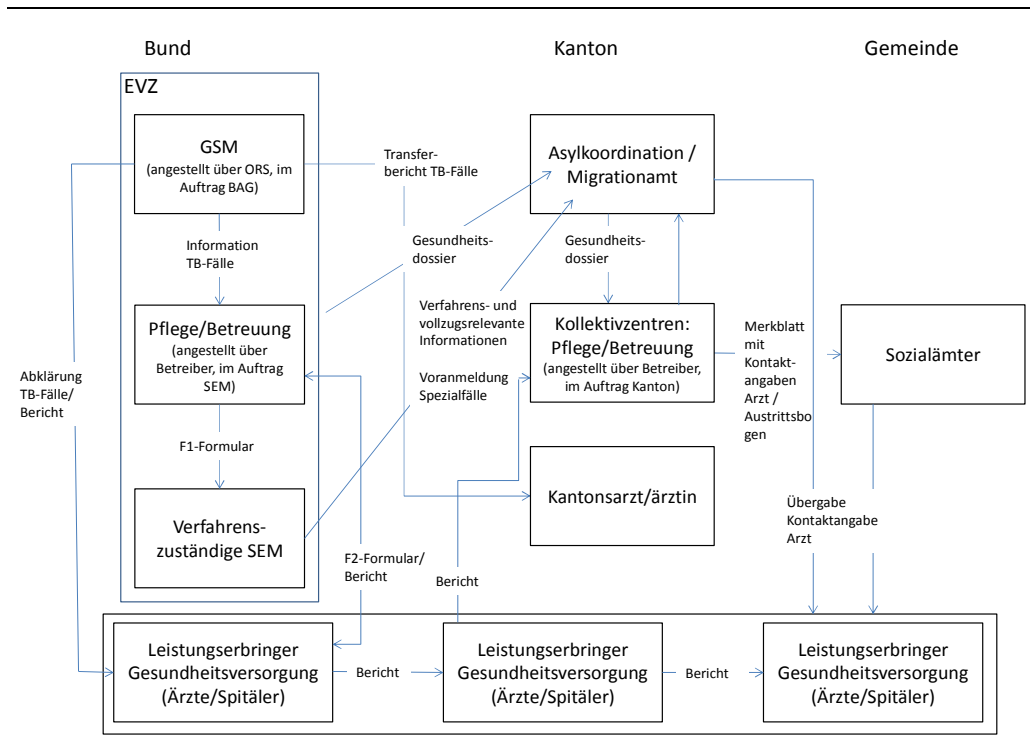 Bund
Kanton
Gemeinde
EVZ
GSM
(angestellt über ORS, im
Auftrag BAG)
Transfer-
bericht TB-Fälle
Asylkoordination /
Migrationamt
Information
TB-Fälle
Gesundheits-
dossier
Gesundheits-
dossier
Pflege/Betreuung
(angestellt über
Betreiber, im Auftrag
SEM)
Verfahrens- und
vollzugsrelevante
Informationen
Voranmeldung
Spezialfälle
Kollektivzentren:
Pflege/Betreuung
(angestellt über Betreiber,
im Auftrag Kanton)
Merkblatt
mit
Kontakt-
angaben
Arzt /
Austrittsbo
gen
Sozialämter
Abklärung
TB-Fälle/
Bericht
F1-Formular
Verfahrens-
zuständige SEM
Kantonsarzt/ärztin
Übergabe
Kontaktangabe
Arzt
F2-Formular/
Bericht
Bericht
Leistungserbringer
Gesundheitsversorgung
(Ärzte/Spitäler)
Bericht
Leistungserbringer
Gesundheitsversorgung
(Ärzte/Spitäler)
Bericht
Leistungserbringer
Gesundheitsversorgung
(Ärzte/Spitäler)